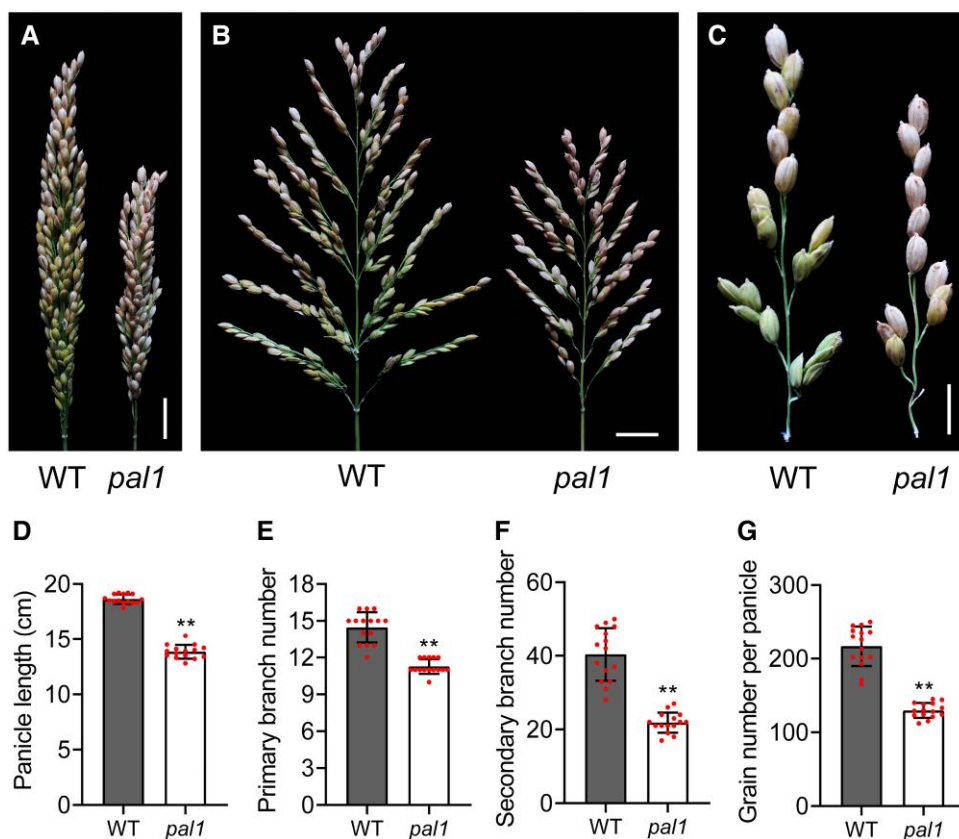 A
B
C
WT pal1
WT pal1
WT pal1
D
Panicle length (cm)
20
15
10
5
0
**
WT pal1
E
Primary branch number
18
15
12
9
6
3
0
**
WT pal1
F
Secondary branch number
60
40
20
0
**
WT pal1
G
Grain number per panicle
300
200
100
0
**
WT pal1